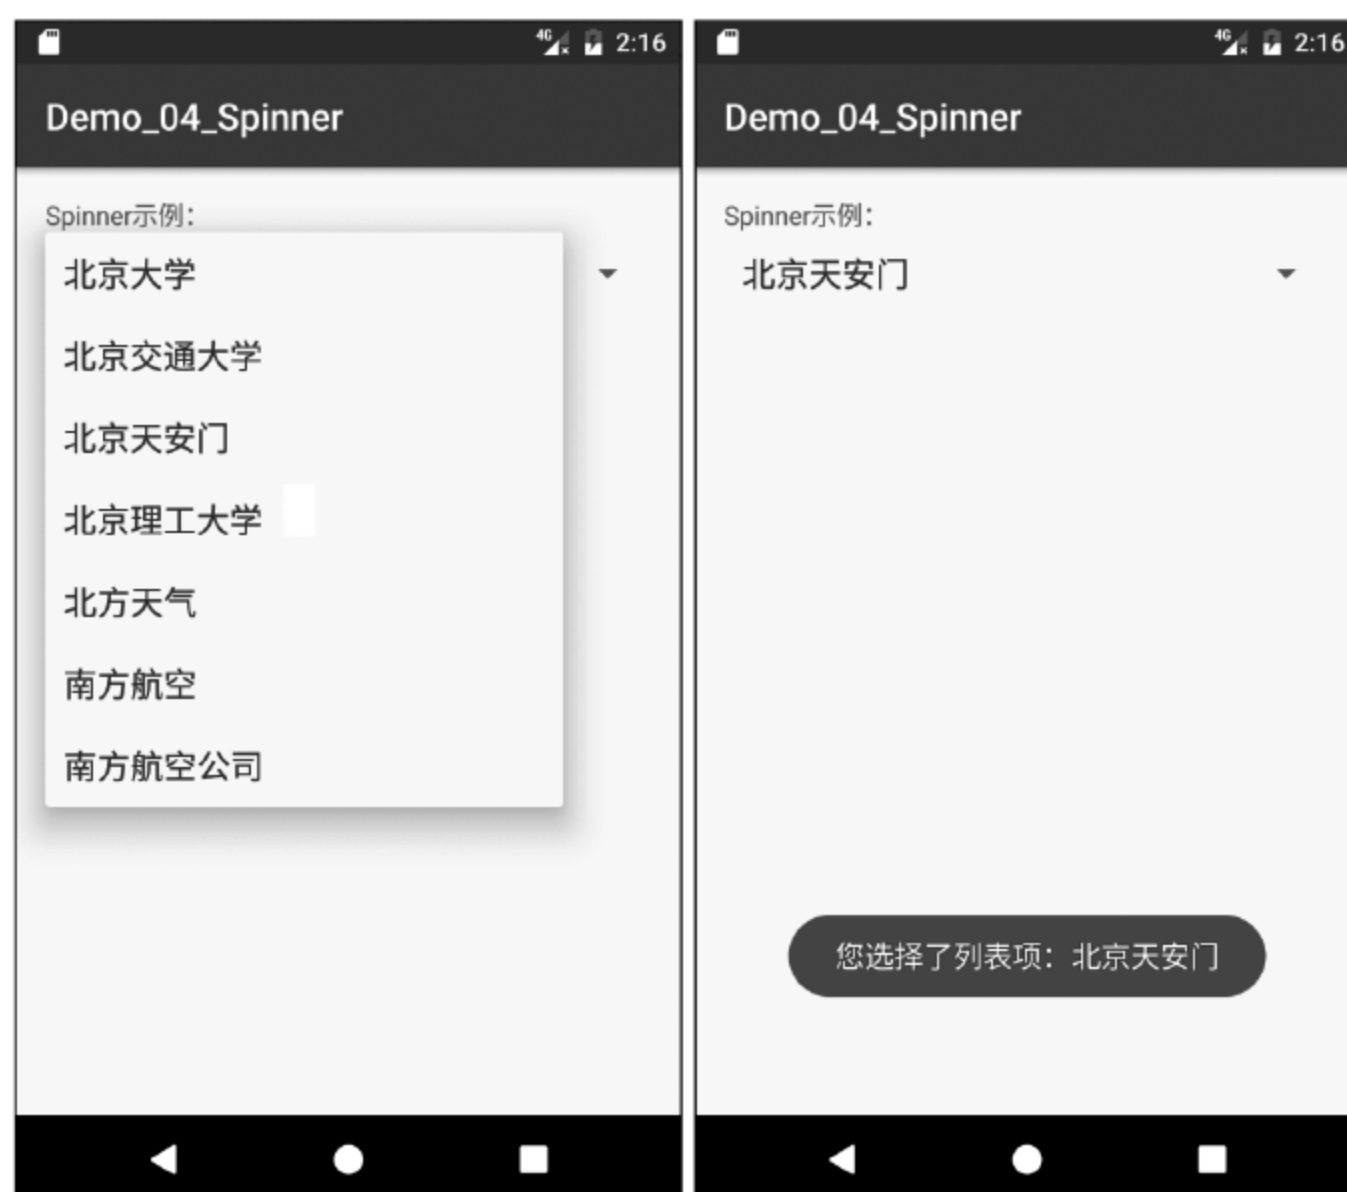 4G 2:16
Demo_04_Spinner
Spinner示例：
北京大学
北京交通大学
北京天安门
北京理工大学
北方天气
南方航空
南方航空公司
4G 2:16
Demo_04_Spinner
Spinner示例：
北京天安门
您选择了列表项：北京天安门